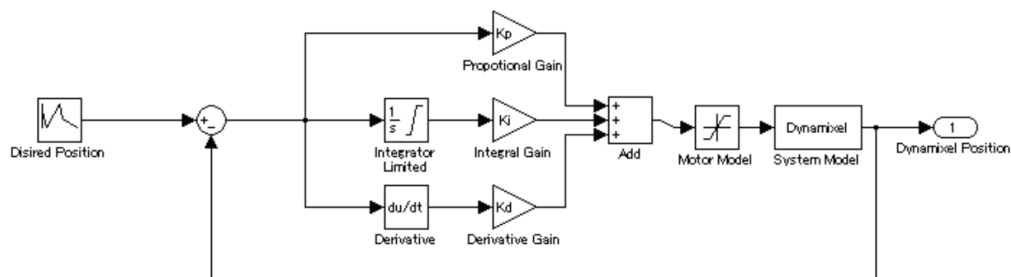 Kp
Propotional Gain
Disired Position
+
-
1
s
Integrator
Limited
Ki
Integral Gain
du/dt
Derivative
Kd
Derivative Gain
+
+
+
Add
Motor Model
Dynamixel
System Model
1
Dynamixel Position